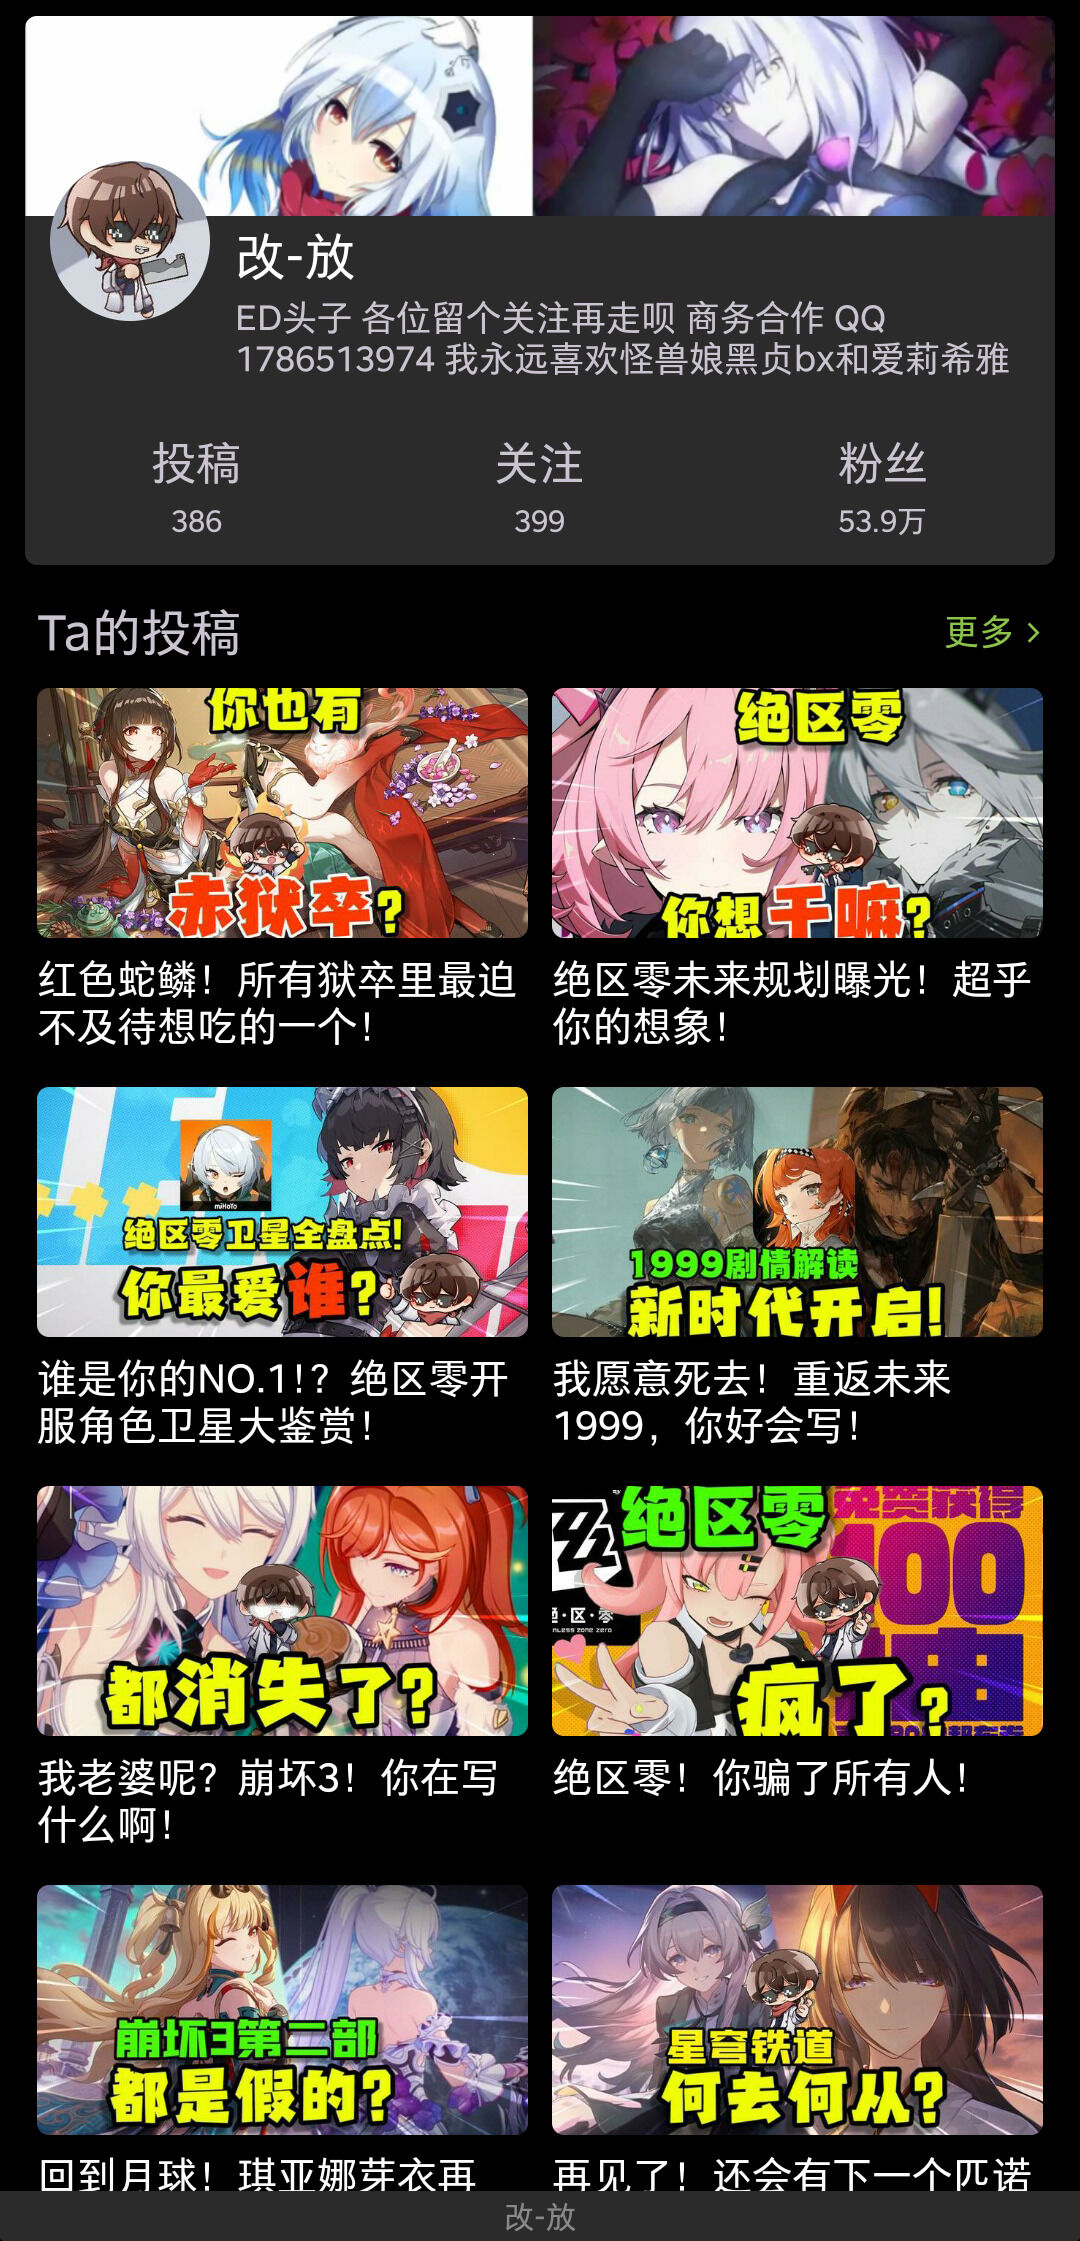 改-放
ED头子 各位留个关注再走呗 商务合作 QQ
1786513974 我永远喜欢怪兽娘黑贞bx和爱莉希雅
投稿
关注
粉丝
386
399
53.9万
Ta的投稿
更多 >
你也有
赤狱卒?
绝区零
你想干嘛?
红色蛇鳞！所有狱卒里最迫
不及待想吃的一个！
绝区零未来规划曝光！超乎
你的想象！
miHoYo
绝区零卫星全盘点!
你最爱谁?
1999剧情解读
新时代开启!
谁是你的NO.1!？绝区零开
服角色卫星大鉴赏！
我愿意死去！重返未来
1999，你好会写！
都消失了?
绝区零
免费获得
100
绝·区·零
疯了?
我老婆呢？崩坏3！你在写
什么啊！
绝区零！你骗了所有人！
崩坏3第二部
都是假的?
星穹铁道
何去何从?
回到月球！琪亚娜芽衣再
再见了！还会有下一个匹诺
改-放